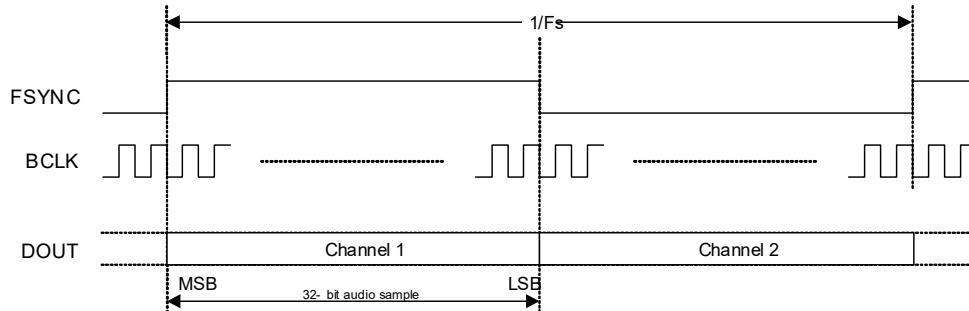 1/Fs
FSYNC
BCLK
DOUT
Channel 1
Channel 2
MSB
LSB
32- bit audio sample